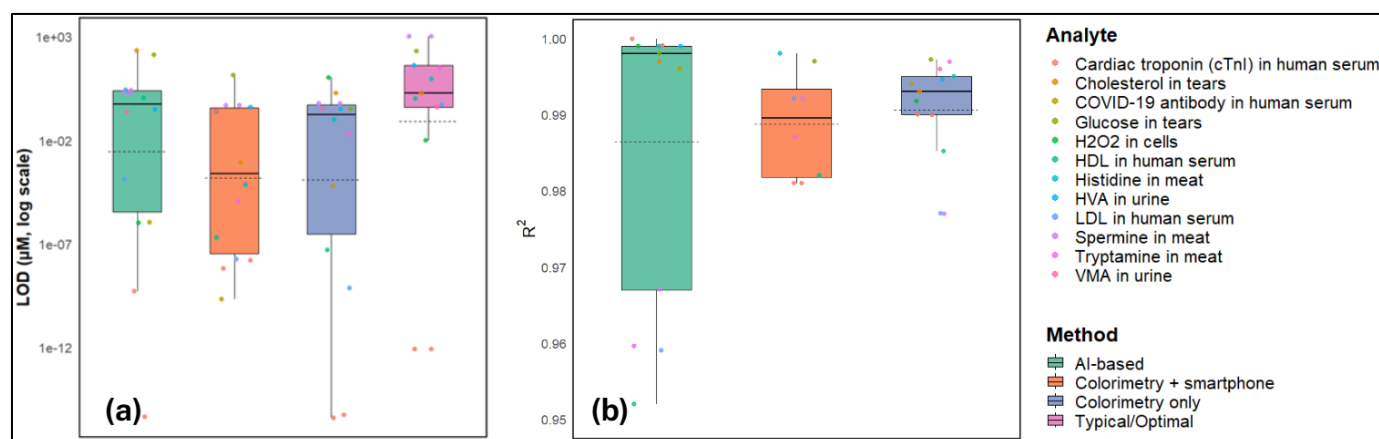 1e+03
1e-02
1e-07
1e-12
LOD (µM, log scale)
(a)
1.00
0.99
0.98
0.97
0.96
0.95
R²
(b)
Analyte
Cardiac troponin (cTnI) in human serum
Cholesterol in tears
COVID-19 antibody in human serum
Glucose in tears
H2O2 in cells
HDL in human serum
Histidine in meat
HVA in urine
LDL in human serum
Spermine in meat
Tryptamine in meat
VMA in urine
Method
AI-based
Colorimetry + smartphone
Colorimetry only
Typical/Optimal